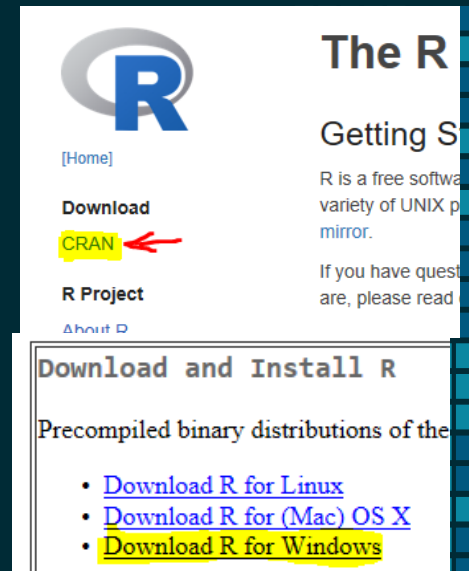 R
The R
[Home]
Getting S
Download
R is a free softwa
variety of UNIX p
mirror.
CRAN
If you have quest
are, please read
R Project
About R
Download and Install R
Precompiled binary distributions of the
• Download R for Linux
• Download R for (Mac) OS X
• Download R for Windows